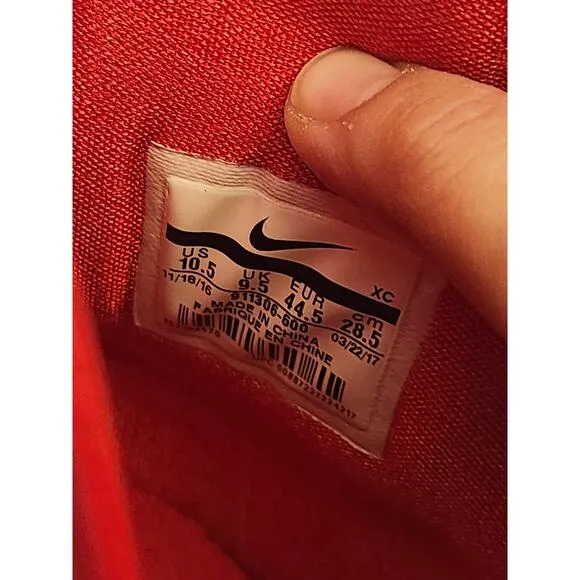 XC
US UK EUR cm
10.5 9.5 44.5 28.5
11/18/16 03/22/17
911306-600
MADE IN CHINA
FABRIQUE EN CHINE